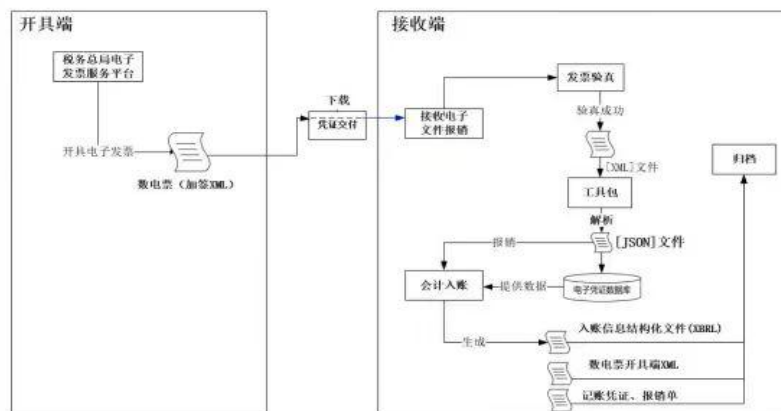 开具端
接收端
税务总局电子
发票服务平台
开具电子发票
数电票（加签XML）
下载
凭证交付
接收电子
文件报销
发票验真
验真成功
[XML]文件
工具包
解析
[JSON]文件
报销
会计入账
提供数据
电子凭证数据库
归档
生成
入账信息结构化文件(XBRL)
数电票开具端XML
记账凭证、报销单